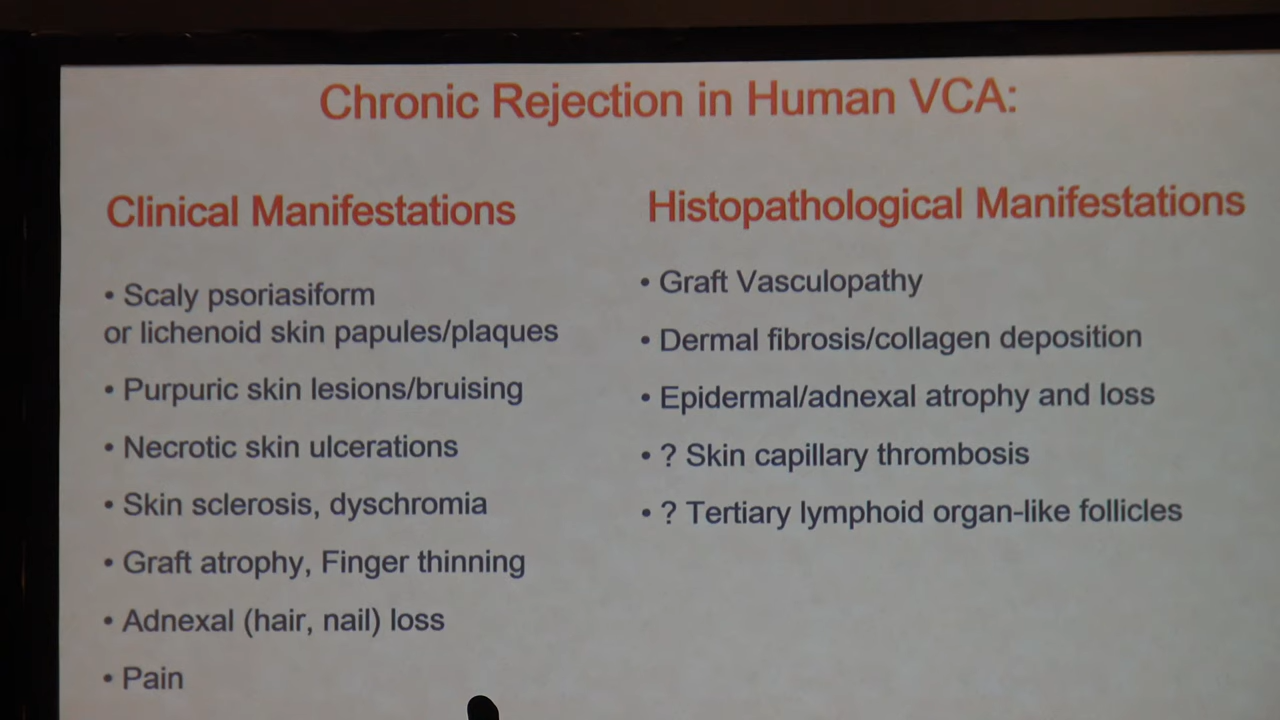 Chronic Rejection in Human VCA:
Clinical Manifestations
• Scaly psoriasiform
or lichenoid skin papules/plaques
• Purpuric skin lesions/bruising
• Necrotic skin ulcerations
• Skin sclerosis, dyschromia
• Graft atrophy, Finger thinning
• Adnexal (hair, nail) loss
• Pain
Histopathological Manifestations
• Graft Vasculopathy
• Dermal fibrosis/collagen deposition
• Epidermal/adnexal atrophy and loss
• ? Skin capillary thrombosis
• ? Tertiary lymphoid organ-like follicles